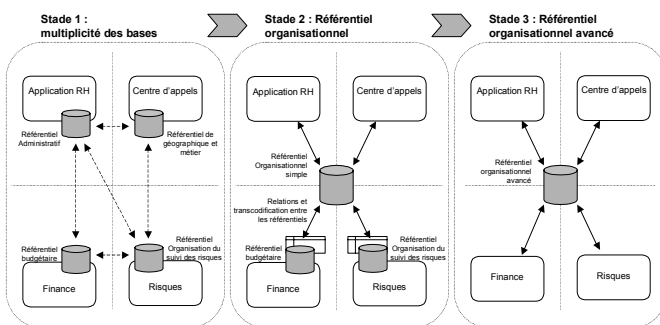 Stade 1 :
multiplicité des bases
Stade 2 : Référentiel
organisationnel
Stade 3 : Référentiel
organisationnel avancé
Application RH
Centre d'appels
Référentiel
Administratif
Référentiel de
géographique et
métier
Référentiel
budgétaire
Référentiel
Organisation du
suivi des risques
Finance
Risques
Application RH
Centre d'appels
Référentiel
Organisationnel
simple
Relations et
transcodification entre
les référentiels
Référentiel
budgétaire
Référentiel
Organisation du
suivi des risques
Finance
Risques
Application RH
Centre d'appels
Référentiel
organisationnel
avancé
Finance
Risques